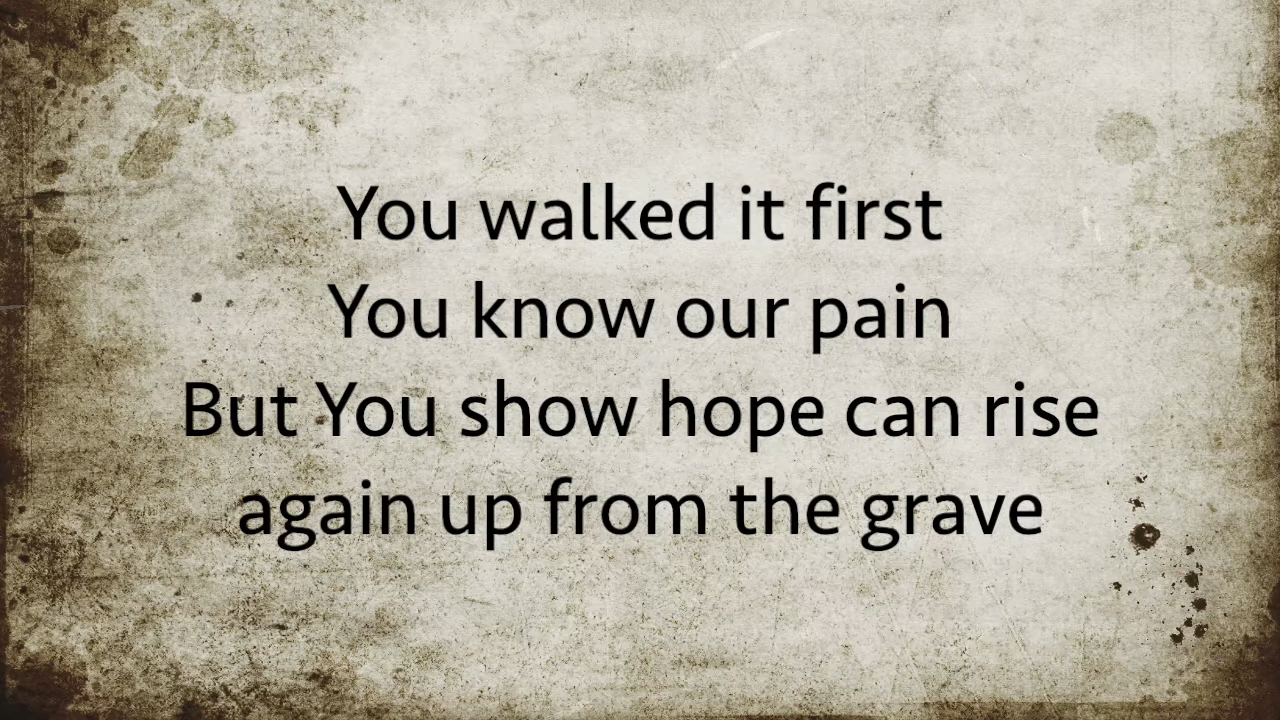 You walked it first
You know our pain
But You show hope can rise
again up from the grave